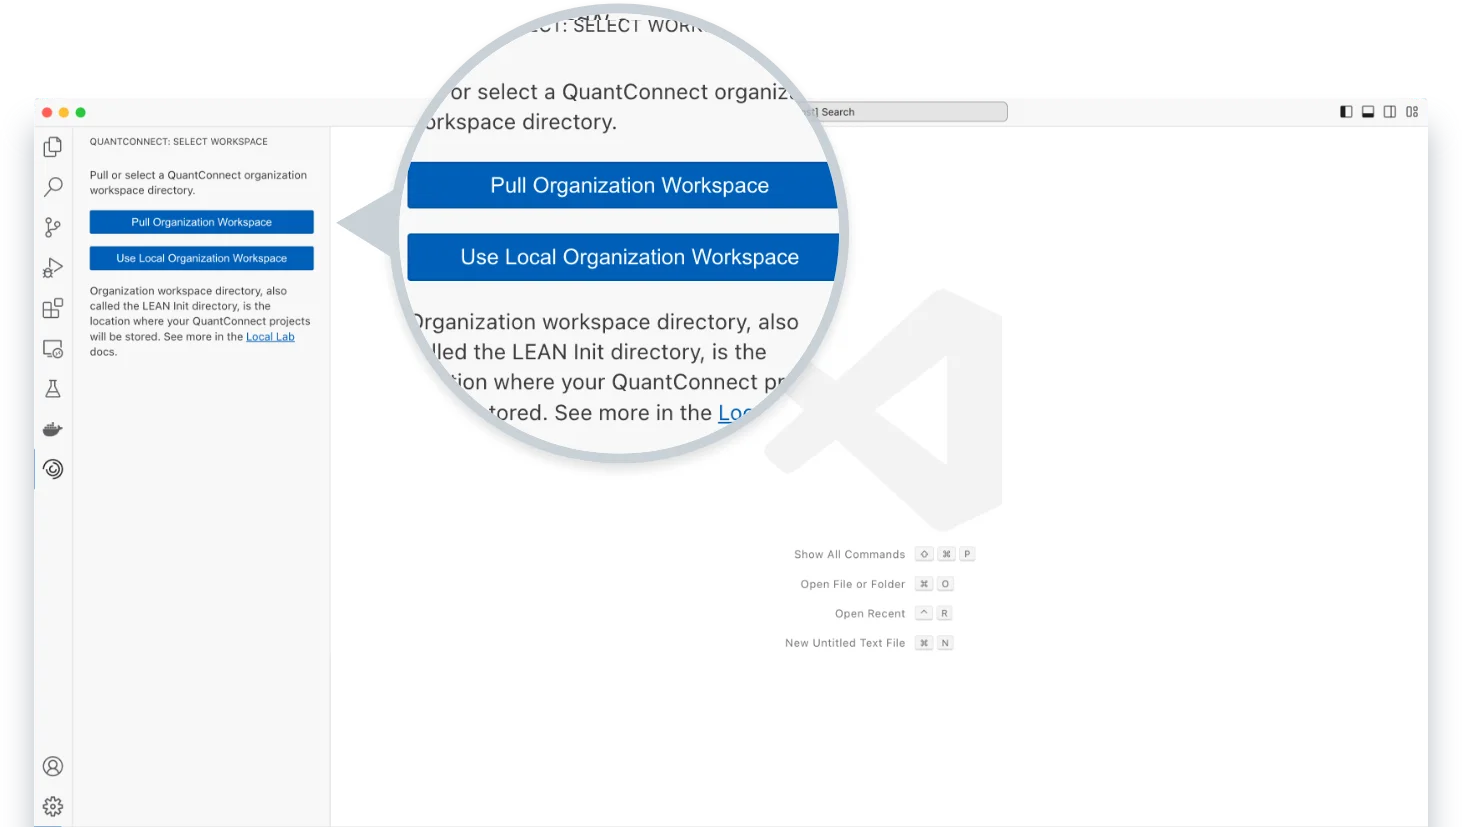 ECT: SELECT WORK
or select a QuantConnect organiz
orkspace directory.
Pull Organization Workspace
Use Local Organization Workspace
Organization workspace directory, also
lled the LEAN Init directory, is the
tion where your QuantConnect pr
tored. See more in the Loc
Search
QUANTCONNECT: SELECT WORKSPACE
Pull or select a QuantConnect organization
workspace directory.
Pull Organization Workspace
Use Local Organization Workspace
Organization workspace directory, also
called the LEAN Init directory, is the
location where your QuantConnect projects
will be stored. See more in the Local Lab
docs.
Show All Commands ⇧ ⌘ P
Open File or Folder ⌘ O
Open Recent ^ R
New Untitled Text File ⌘ N